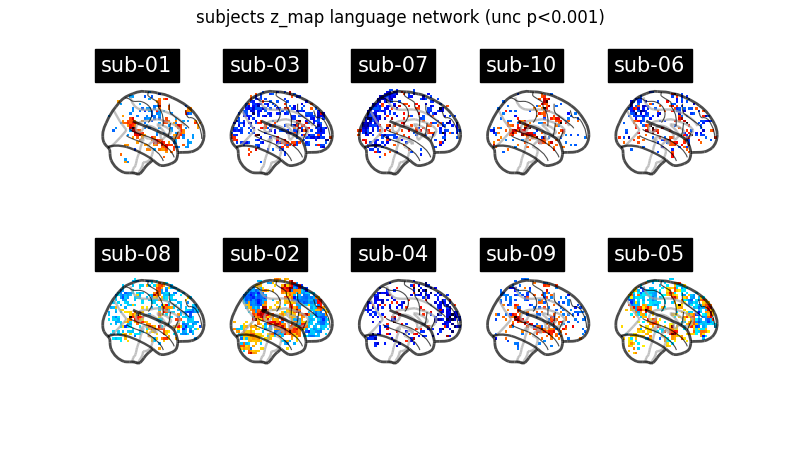 subjects z_map language network (unc p<0.001)
sub-01
sub-03
sub-07
sub-10
sub-06
sub-08
sub-02
sub-04
sub-09
sub-05